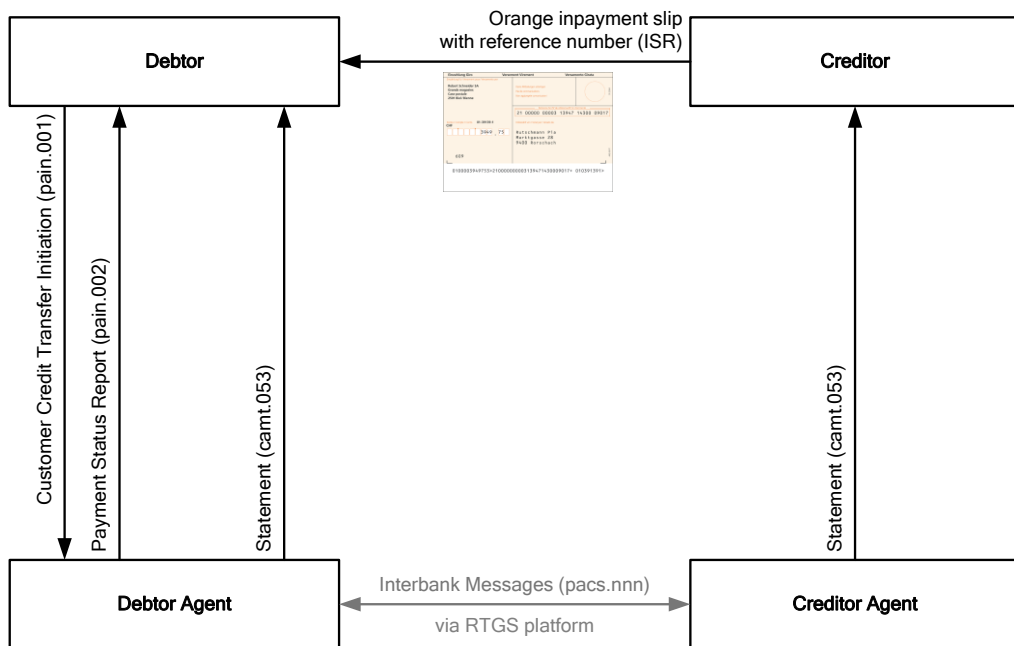 Orange inpayment slip
with reference number (ISR)
Debtor
Creditor
Customer Credit Transfer Initiation (pain.001)
Payment Status Report (pain.002)
Statement (camt.053)
Statement (camt.053)
Debtor Agent
Interbank Messages (pacs.nnn)
via RTGS platform
Creditor Agent